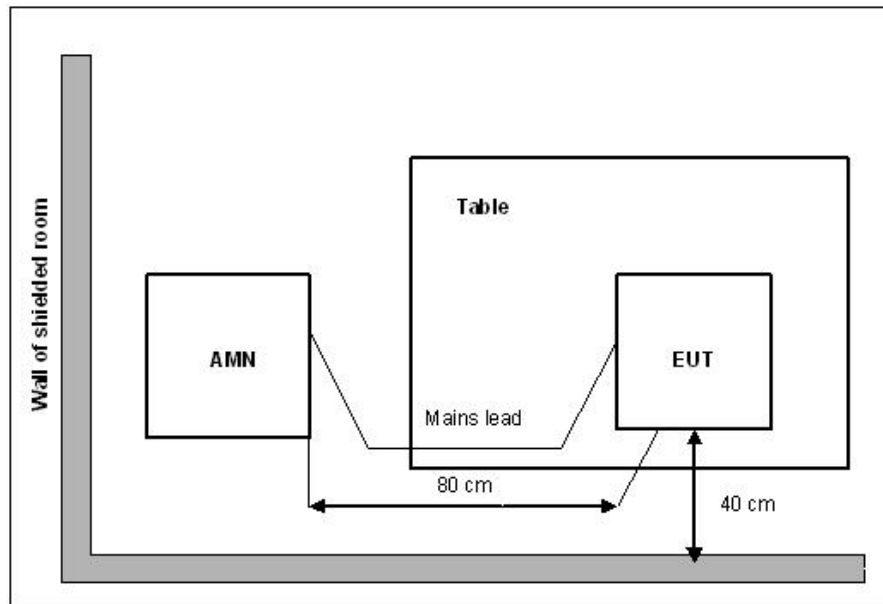 Wall of shielded room
Table
AMN
EUT
Mains lead
80 cm
40 cm